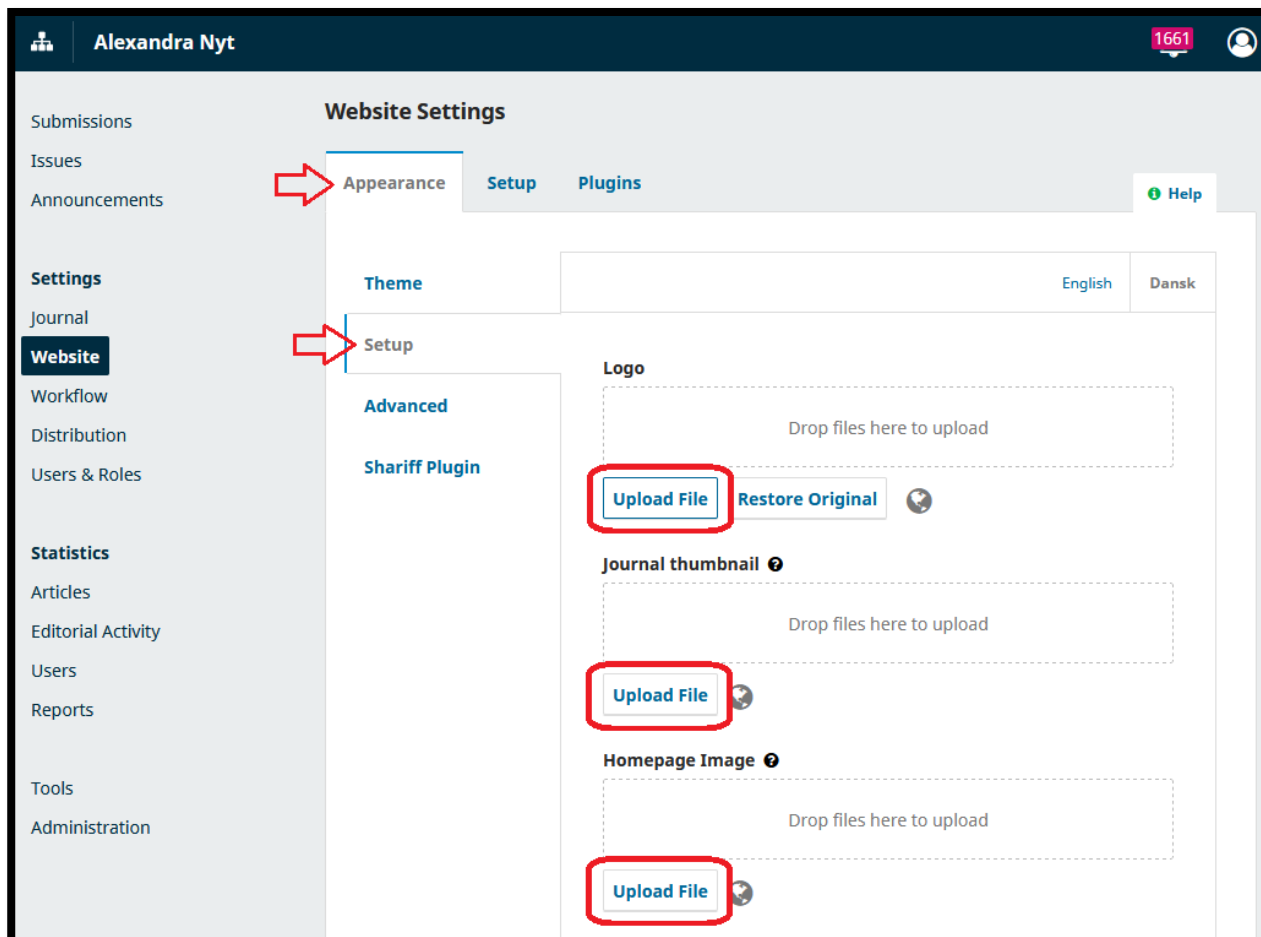 Alexandra Nyt
1661
Submissions
Issues
Announcements
Settings
Journal
Website
Workflow
Distribution
Users & Roles
Statistics
Articles
Editorial Activity
Users
Reports
Tools
Administration
Website Settings
Appearance
Setup
Plugins
Help
Theme
Setup
Advanced
Shariff Plugin
English
Dansk
Logo
Drop files here to upload
Upload File
Restore Original
Journal thumbnail
Drop files here to upload
Upload File
Homepage Image
Drop files here to upload
Upload File